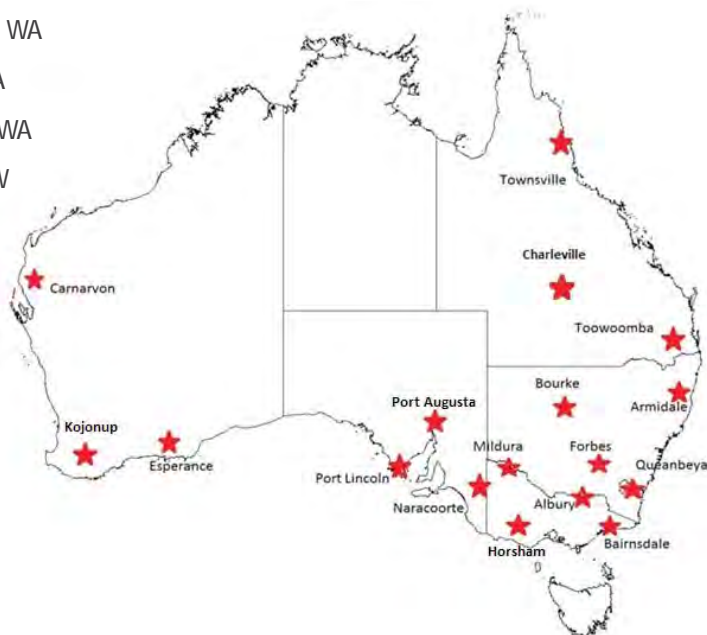 WA
A
WA
W
Townsville
Charleville
Carnarvon
Toowoomba
Bourke
Port Augusta
Armidale
Kojonup
Mildura
Forbes
Esperance
Queanbeya
Port Lincoln
Naracoorte
Albury
Horsham
Bairnsdale